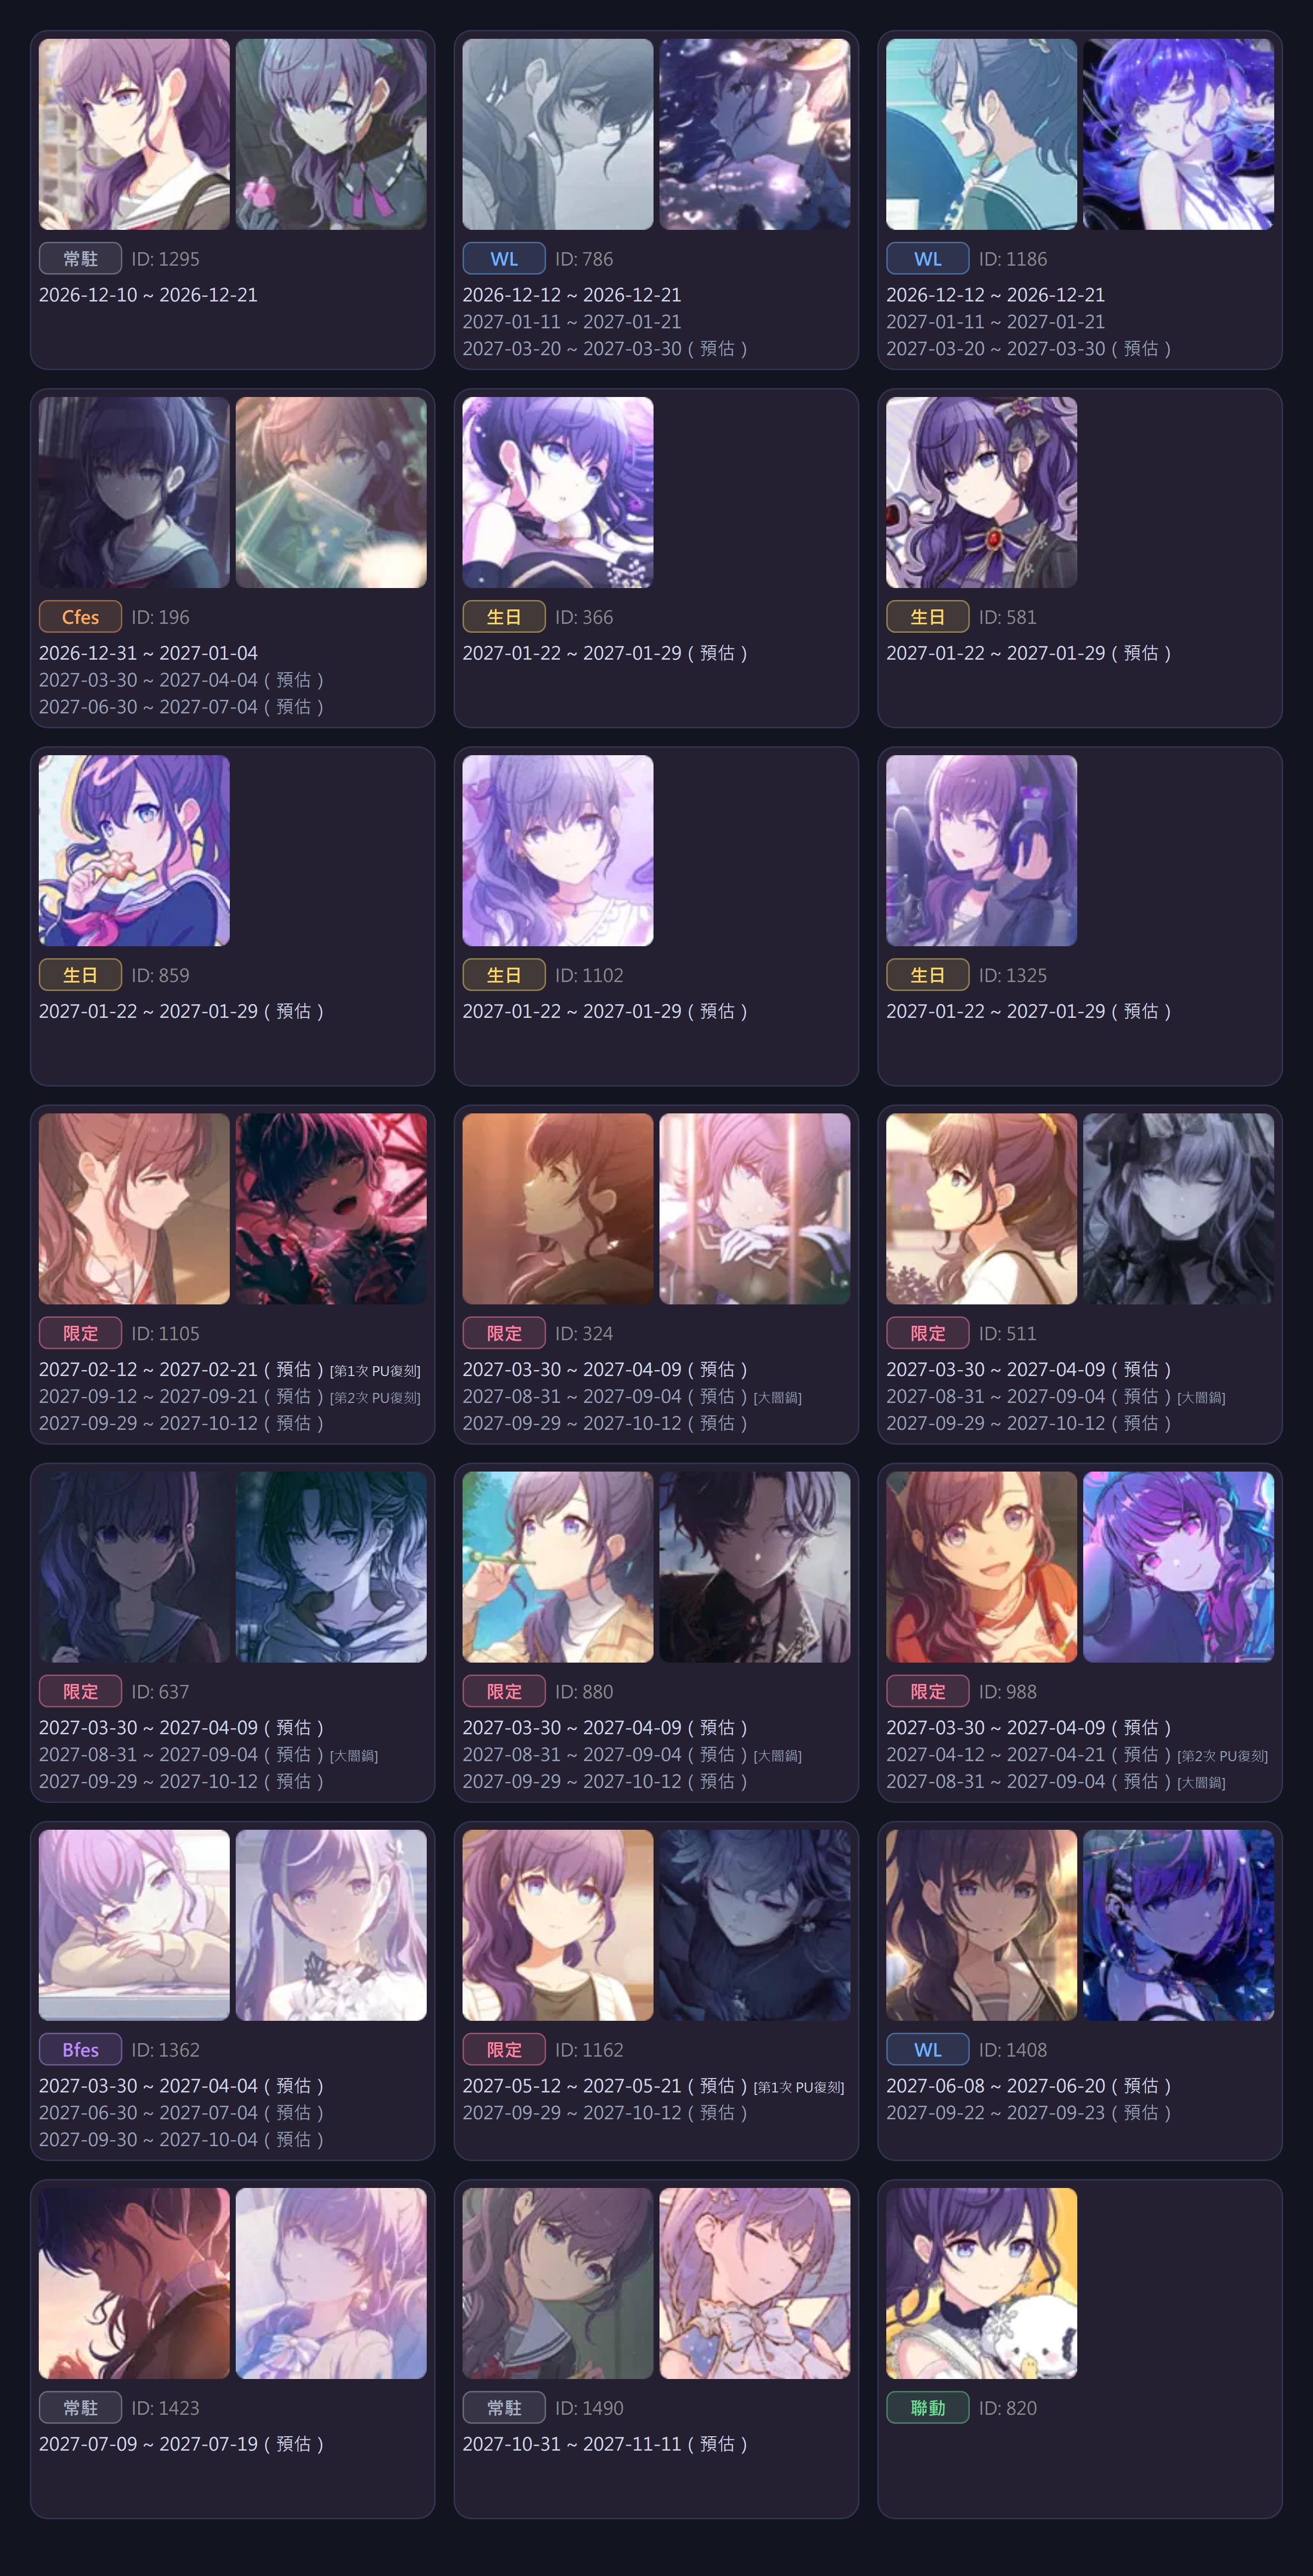 常駐 ID: 1295
2026-12-10 ~ 2026-12-21
WL ID: 786
2026-12-12 ~ 2026-12-21
2027-01-11 ~ 2027-01-21
2027-03-20 ~ 2027-03-30 ( 預估 )
WL ID: 1186
2026-12-12 ~ 2026-12-21
2027-01-11 ~ 2027-01-21
2027-03-20 ~ 2027-03-30 ( 預估 )
Cfes ID: 196
2026-12-31 ~ 2027-01-04
2027-03-30 ~ 2027-04-04 ( 預估 )
2027-06-30 ~ 2027-07-04 ( 預估 )
生日 ID: 366
2027-01-22 ~ 2027-01-29 ( 預估 )
生日 ID: 581
2027-01-22 ~ 2027-01-29 ( 預估 )
生日 ID: 859
2027-01-22 ~ 2027-01-29 ( 預估 )
生日 ID: 1102
2027-01-22 ~ 2027-01-29 ( 預估 )
生日 ID: 1325
2027-01-22 ~ 2027-01-29 ( 預估 )
限定 ID: 1105
2027-02-12 ~ 2027-02-21 ( 預估 ) [第1次 PU復刻]
2027-09-12 ~ 2027-09-21 ( 預估 ) [第2次 PU復刻]
2027-09-29 ~ 2027-10-12 ( 預估 )
限定 ID: 324
2027-03-30 ~ 2027-04-09 ( 預估 )
2027-08-31 ~ 2027-09-04 ( 預估 ) [大闇鍋]
2027-09-29 ~ 2027-10-12 ( 預估 )
限定 ID: 511
2027-03-30 ~ 2027-04-09 ( 預估 )
2027-08-31 ~ 2027-09-04 ( 預估 ) [大闇鍋]
2027-09-29 ~ 2027-10-12 ( 預估 )
限定 ID: 637
2027-03-30 ~ 2027-04-09 ( 預估 )
2027-08-31 ~ 2027-09-04 ( 預估 ) [大闇鍋]
2027-09-29 ~ 2027-10-12 ( 預估 )
限定 ID: 880
2027-03-30 ~ 2027-04-09 ( 預估 )
2027-08-31 ~ 2027-09-04 ( 預估 ) [大闇鍋]
2027-09-29 ~ 2027-10-12 ( 預估 )
限定 ID: 988
2027-03-30 ~ 2027-04-09 ( 預估 )
2027-04-12 ~ 2027-04-21 ( 預估 ) [第2次 PU復刻]
2027-08-31 ~ 2027-09-04 ( 預估 ) [大闇鍋]
Bfes ID: 1362
2027-03-30 ~ 2027-04-04 ( 預估 )
2027-06-30 ~ 2027-07-04 ( 預估 )
2027-09-30 ~ 2027-10-04 ( 預估 )
限定 ID: 1162
2027-05-12 ~ 2027-05-21 ( 預估 ) [第1次 PU復刻]
2027-09-29 ~ 2027-10-12 ( 預估 )
WL ID: 1408
2027-06-08 ~ 2027-06-20 ( 預估 )
2027-09-22 ~ 2027-09-23 ( 預估 )
常駐 ID: 1423
2027-07-09 ~ 2027-07-19 ( 預估 )
常駐 ID: 1490
2027-10-31 ~ 2027-11-11 ( 預估 )
聯動 ID: 820